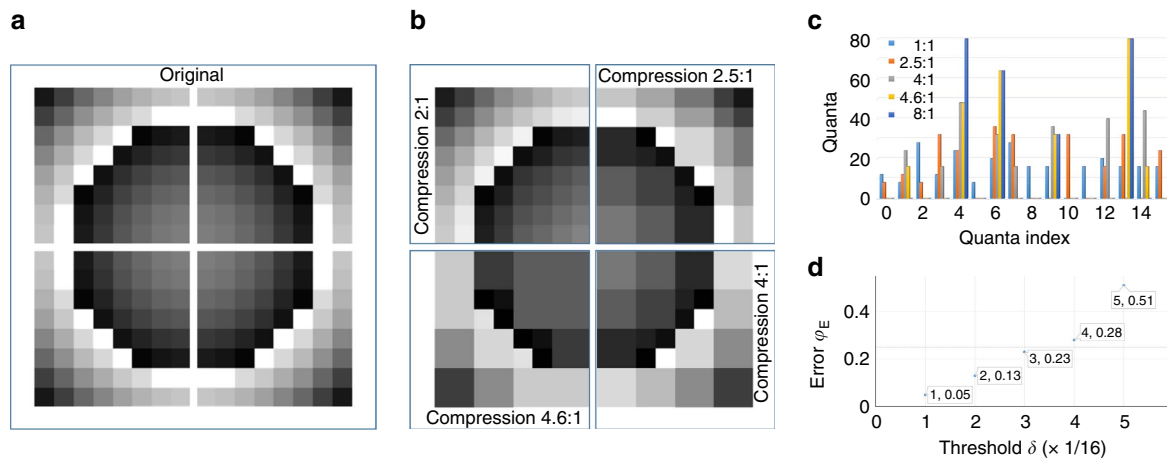 a
Original
b
Compression 2:1
Compression 2.5:1
Compression 4.6:1
Compression 4:1
c
Quanta
80
60
40
20
0
1:1
2.5:1
4:1
4.6:1
8:1
0 2 4 6 8 10 12 14
Quanta index
d
Error φE
0.4
0.2
0
1, 0.05
2, 0.13
3, 0.23
4, 0.28
5, 0.51
0 1 2 3 4 5
Threshold δ (× 1/16)